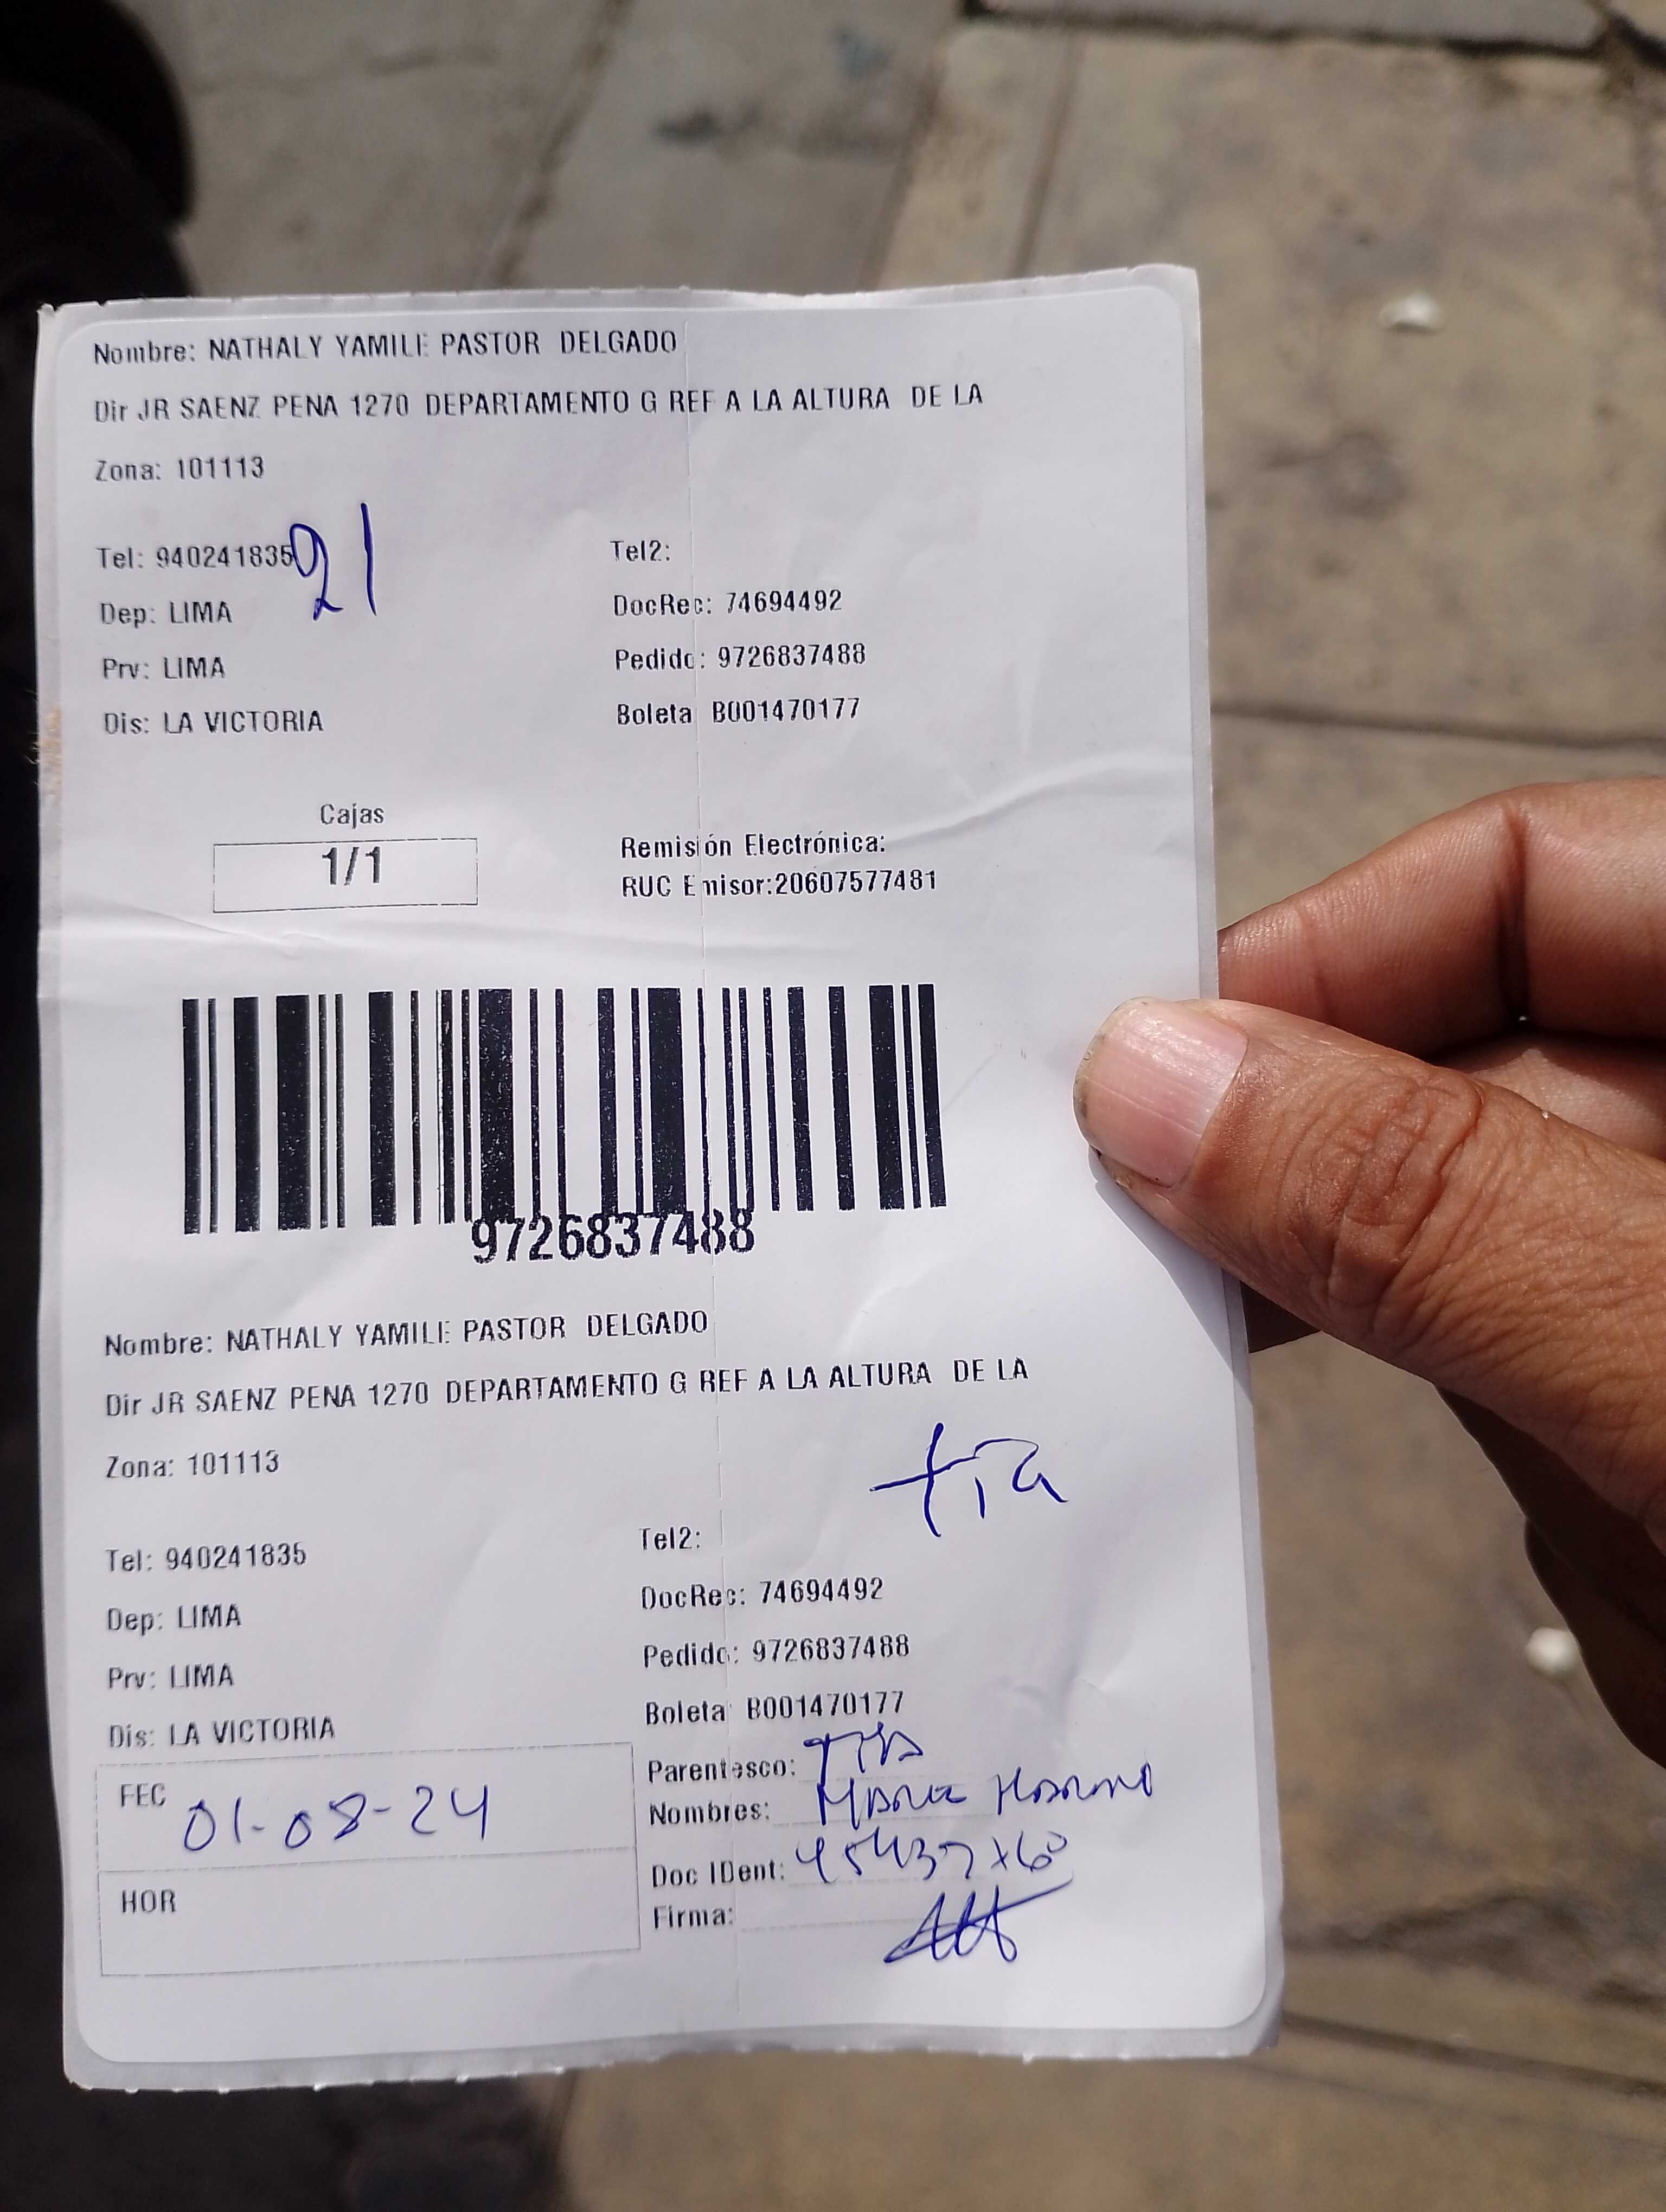 Nombre: NATHALY YAMILE PASTOR DELGADO
Dir JR SAENZ PENA 1270 DEPARTAMENTO G REF A LA ALTURA DE LA
Zona: 101113
21
Tel: 940241835
Tel2:
Dep: LIMA
DocRec: 74694492
Prv: LIMA
Pedido: 9726837488
Dis: LA VICTORIA
Boleta B001470177
Cajas
1/1
Remisión Electrónica:
RUC Emisor:20607577481
9726837488
Nombre: NATHALY YAMILE PASTOR DELGADO
Dir JR SAENZ PENA 1270 DEPARTAMENTO G REF A LA ALTURA DE LA
Zona: 101113
tia
Tel: 940241835
Tel2:
Dep: LIMA
DocRec: 74694492
Prv: LIMA
Pedido: 9726837488
Dis: LA VICTORIA
Boleta B001470177
FEC 01-08-24
HOR
Parentesco: TIA
Nombres:
Doc IDent:
Firma: